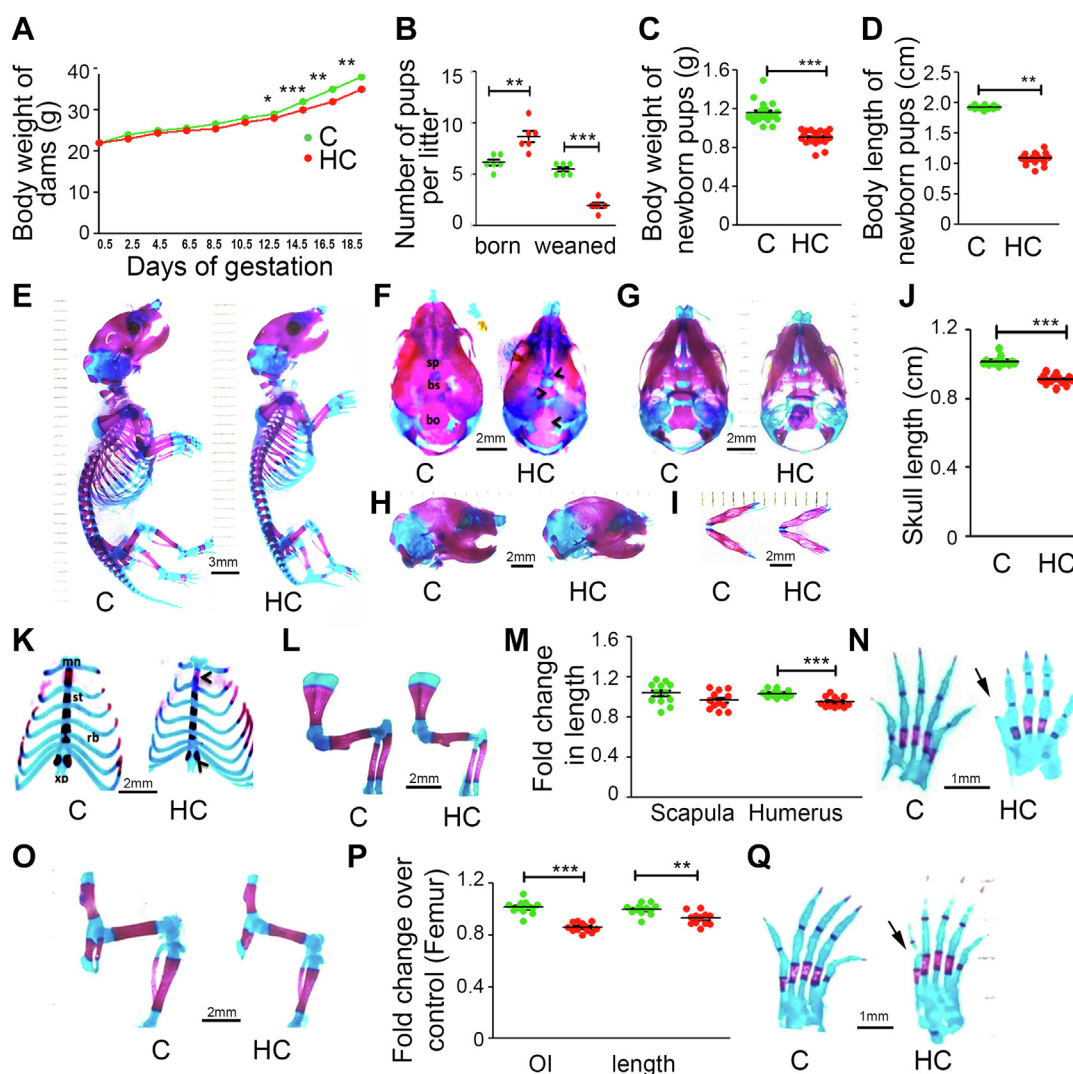 A
Body weight of
dams (g)
40
20
0
*
***
**
**
C
HC
0.5 2.5 4.5 6.5 8.5 10.5 12.5 14.5 16.5 18.5
Days of gestation
B
Number of pups
per litter
15
10
5
0
**
***
born weaned
C
Body weight of
newborn pups (g)
1.6
1.2
0.8
0.4
0
***
C HC
D
Body length of
newborn pups (cm)
2.5
2.0
1.5
1.0
0.5
0
**
C HC
E
3mm
C HC
F
sp
bs
bo
2mm
C HC
G
2mm
C HC
H
2mm
C HC
I
2mm
C HC
J
Skull length (cm)
1.2
0.8
0.4
0
***
C HC
K
mn
st
rb
xp
2mm
C HC
L
2mm
C HC
M
Fold change
in length
1.6
1.2
0.8
0.4
0
***
Scapula Humerus
N
1mm
C HC
O
2mm
C HC
P
Fold change over
control (Femur)
1.2
0.8
0.4
0
***
**
OI length
Q
1mm
C HC